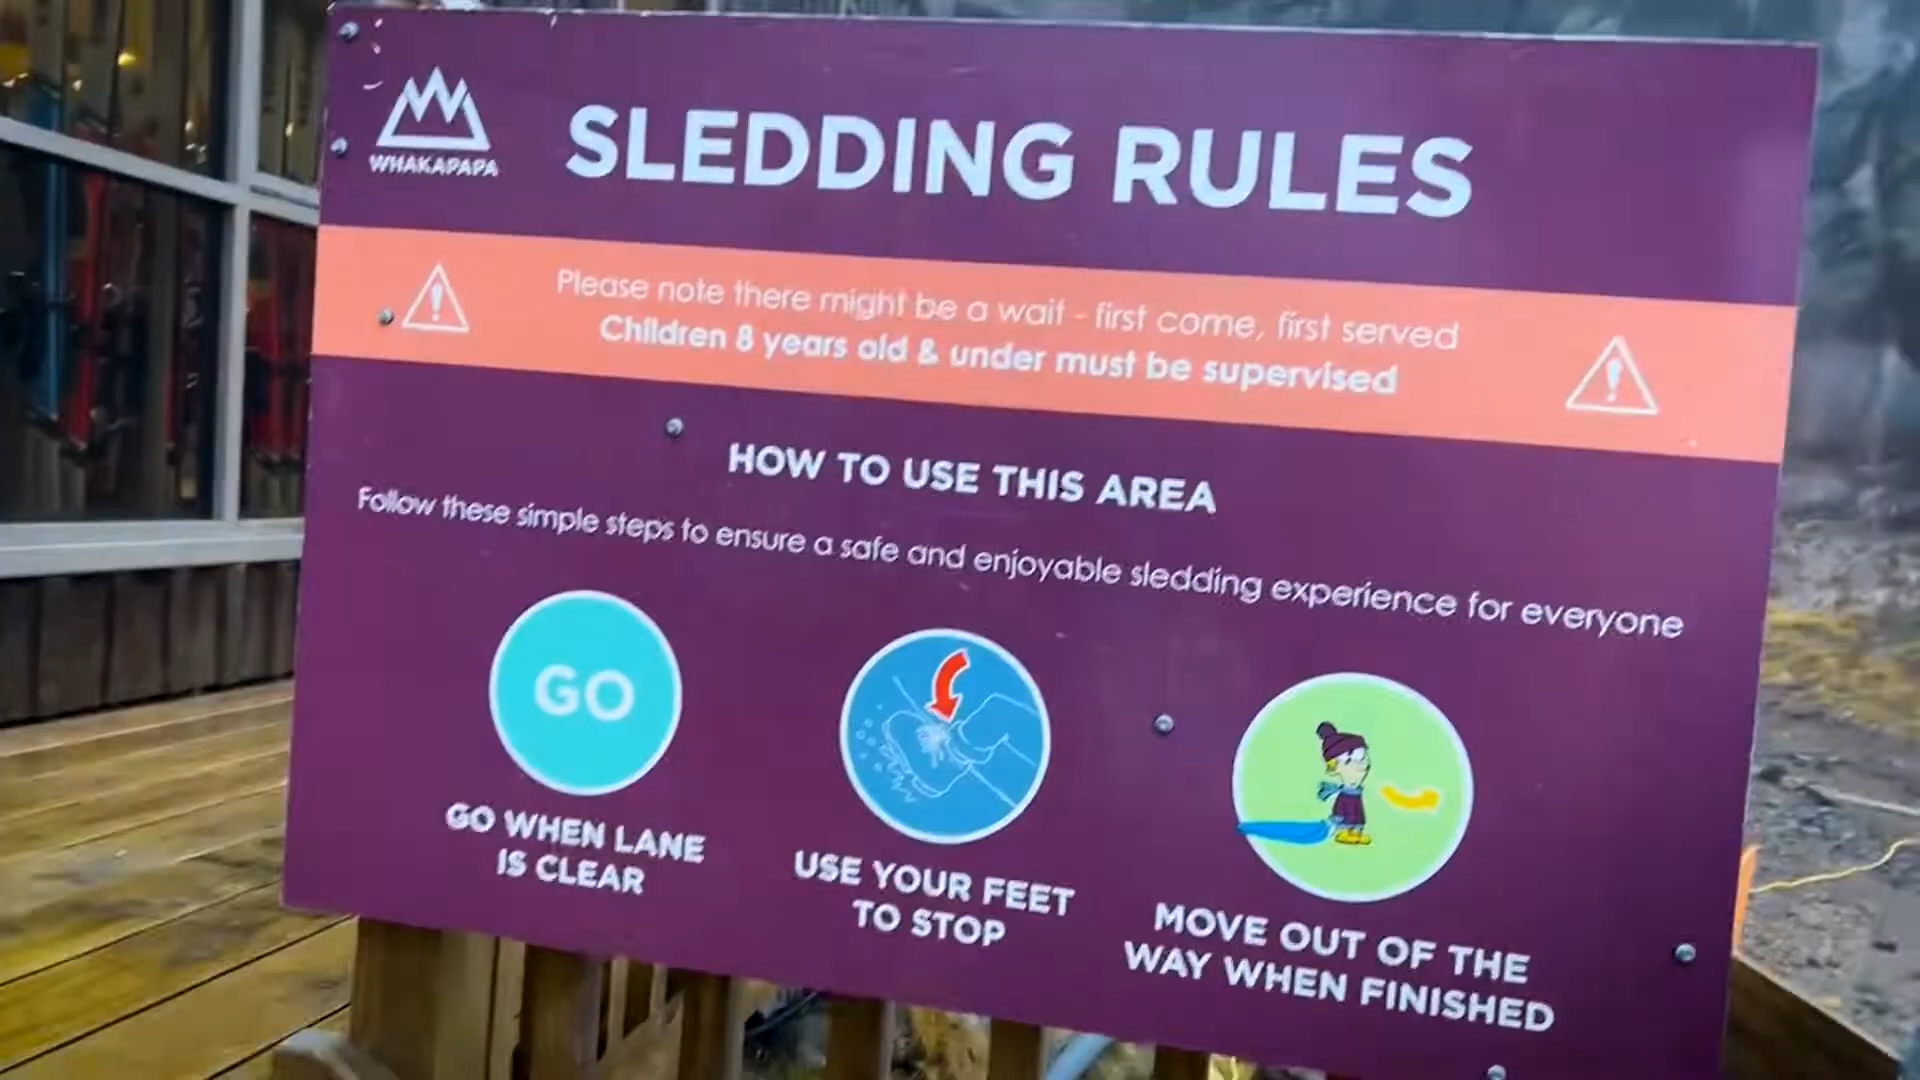 WHAKAPAPA
SLEDDING RULES
Please note there might be a wait - first come, first served
Children 8 years old & under must be supervised
HOW TO USE THIS AREA
Follow these simple steps to ensure a safe and enjoyable sledding experience for everyone
GO
GO WHEN LANE
IS CLEAR
USE YOUR FEET
TO STOP
MOVE OUT OF THE
WAY WHEN FINISHED